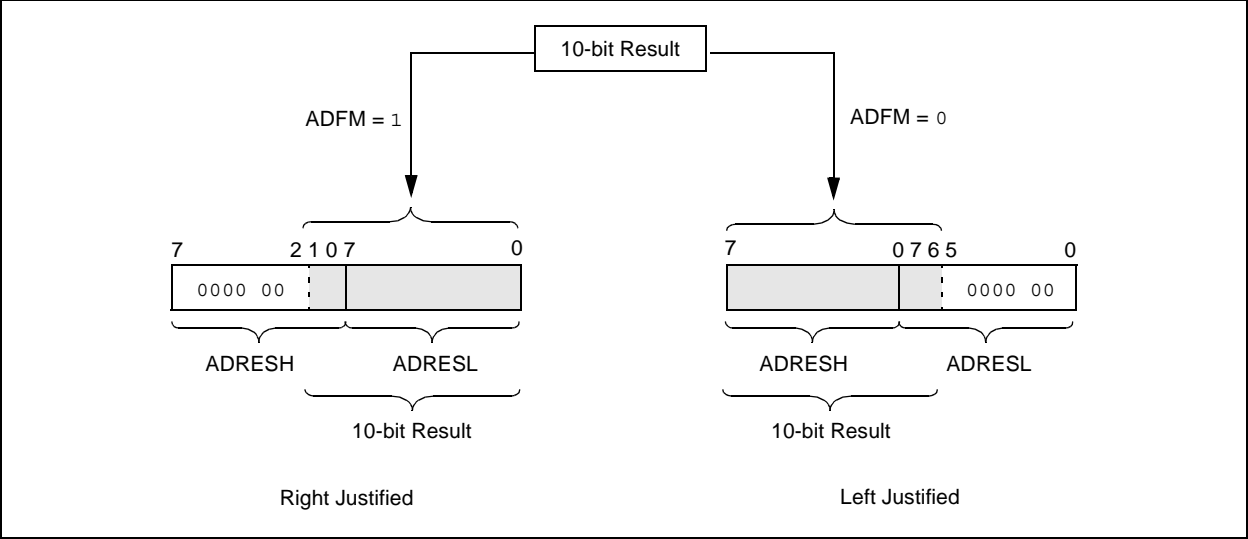 10-bit Result
ADFM = 1
ADFM = 0
7 2 1 0 7 0
7 0 7 6 5 0
0000 00
0000 00
ADRESH ADRESL
ADRESH ADRESL
10-bit Result
10-bit Result
Right Justified
Left Justified